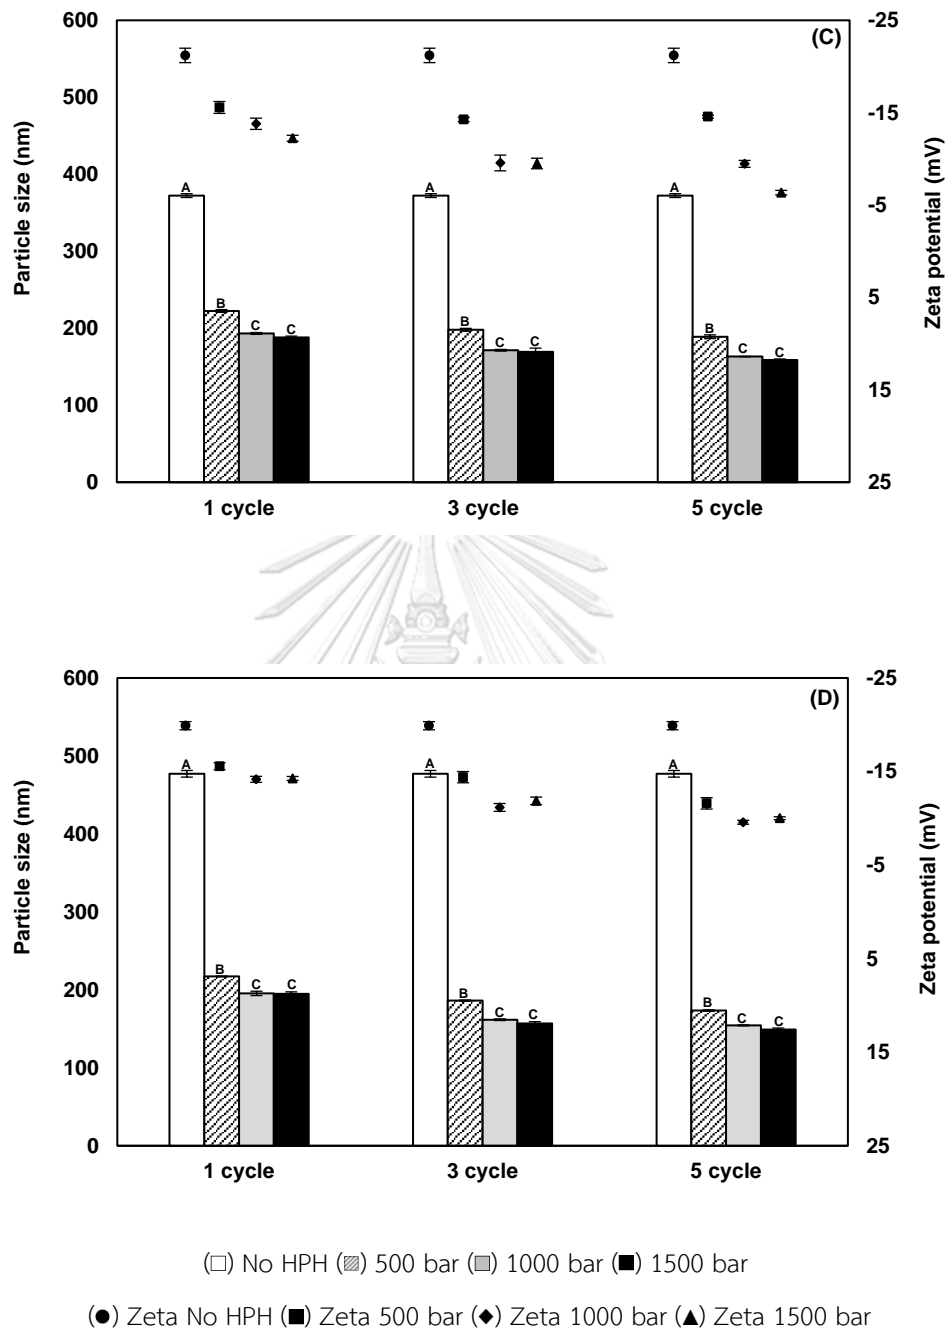 600
500
400
300
200
100
0
Particle size (nm)
(C)
A
B
C
C
A
B
C
C
A
B
C
C
-25
-15
-5
5
15
25
Zeta potential (mV)
1 cycle
3 cycle
5 cycle
600
500
400
300
200
100
0
Particle size (nm)
(D)
A
B
C
C
A
B
C
C
A
B
C
C
-25
-15
-5
5
15
25
Zeta potential (mV)
1 cycle
3 cycle
5 cycle
(□) No HPH (▨) 500 bar (■) 1000 bar (■) 1500 bar
(●) Zeta No HPH (■) Zeta 500 bar (◆) Zeta 1000 bar (▲) Zeta 1500 bar